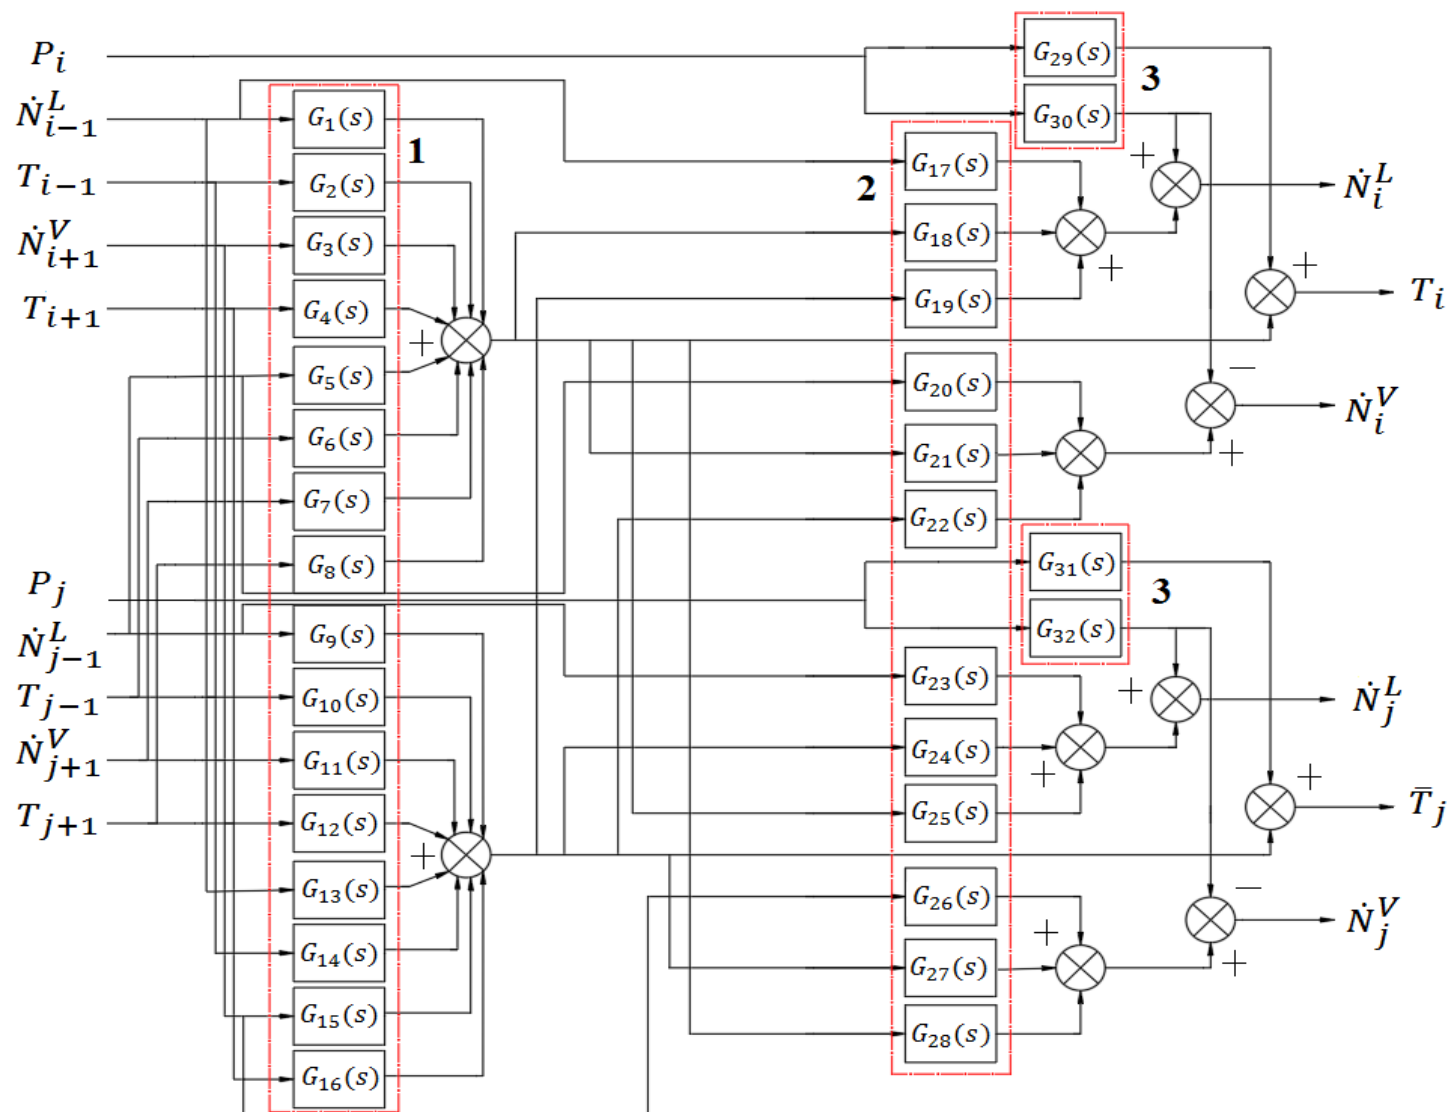 P_i
Ṅ^L_{i−1}
T_{i−1}
Ṅ^V_{i+1}
T_{i+1}
P_j
Ṅ^L_{j−1}
T_{j−1}
Ṅ^V_{j+1}
T_{j+1}
1
G_1(s)
G_2(s)
G_3(s)
G_4(s)
G_5(s)
G_6(s)
G_7(s)
G_8(s)
G_9(s)
G_10(s)
G_11(s)
G_12(s)
G_13(s)
G_14(s)
G_15(s)
G_16(s)
+
+
2
G_17(s)
G_18(s)
G_19(s)
G_20(s)
G_21(s)
G_22(s)
G_23(s)
G_24(s)
G_25(s)
G_26(s)
G_27(s)
G_28(s)
3
G_29(s)
G_30(s)
+
+
+
−
+
3
G_31(s)
G_32(s)
+
+
+
−
+
+
Ṅ^L_i
T_i
Ṅ^V_i
Ṅ^L_j
T̄_j
Ṅ^V_j